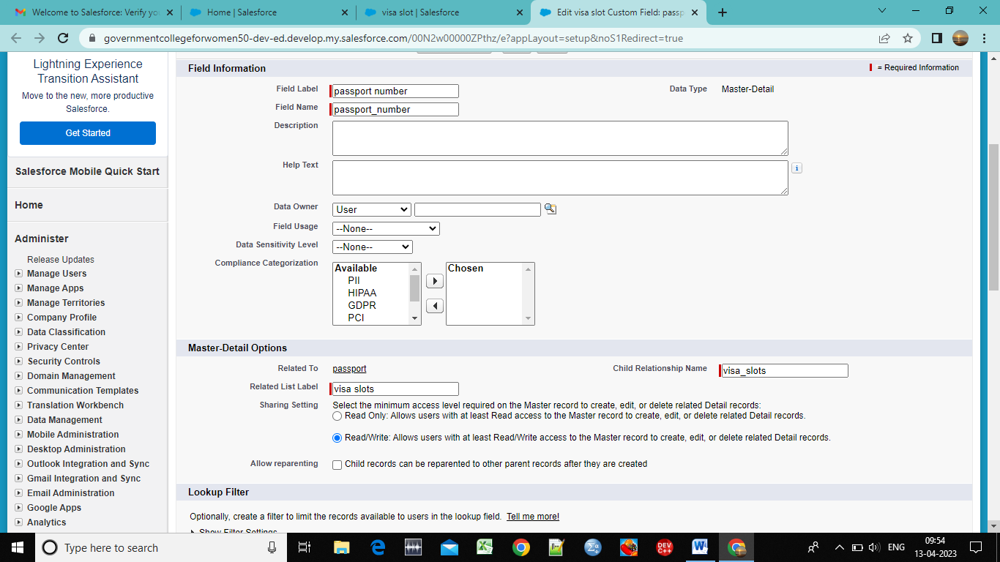 Welcome to Salesforce: Verify yo
Home | Salesforce
visa slot | Salesforce
Edit visa slot Custom Field: passp
governmentcollegeforwomen50-dev-ed.develop.my.salesforce.com/00N2w00000ZPthz/e?appLayout=setup&noS1Redirect=true
Lightning Experience
Transition Assistant
Move to the new, more productive
Salesforce.
Get Started
Salesforce Mobile Quick Start
Home
Administer
Release Updates
Manage Users
Manage Apps
Manage Territories
Company Profile
Data Classification
Privacy Center
Security Controls
Domain Management
Communication Templates
Translation Workbench
Data Management
Mobile Administration
Desktop Administration
Outlook Integration and Sync
Gmail Integration and Sync
Email Administration
Google Apps
Analytics
Field Information
= Required Information
Field Label passport number Data Type Master-Detail
Field Name passport_number
Description
Help Text
Data Owner User
Field Usage --None--
Data Sensitivity Level --None--
Compliance Categorization
Available Chosen
PII
HIPAA
GDPR
PCI
Master-Detail Options
Related To passport Child Relationship Name visa_slots
Related List Label visa slots
Sharing Setting Select the minimum access level required on the Master record to create, edit, or delete related Detail records:
Read Only: Allows users with at least Read access to the Master record to create, edit, or delete related Detail records.
Read/Write: Allows users with at least Read/Write access to the Master record to create, edit, or delete related Detail records.
Allow reparenting Child records can be reparented to other parent records after they are created
Lookup Filter
Optionally, create a filter to limit the records available to users in the lookup field. Tell me more!
Show Filter Settings
Type here to search
DEV
C++
ENG
09:54
13-04-2023